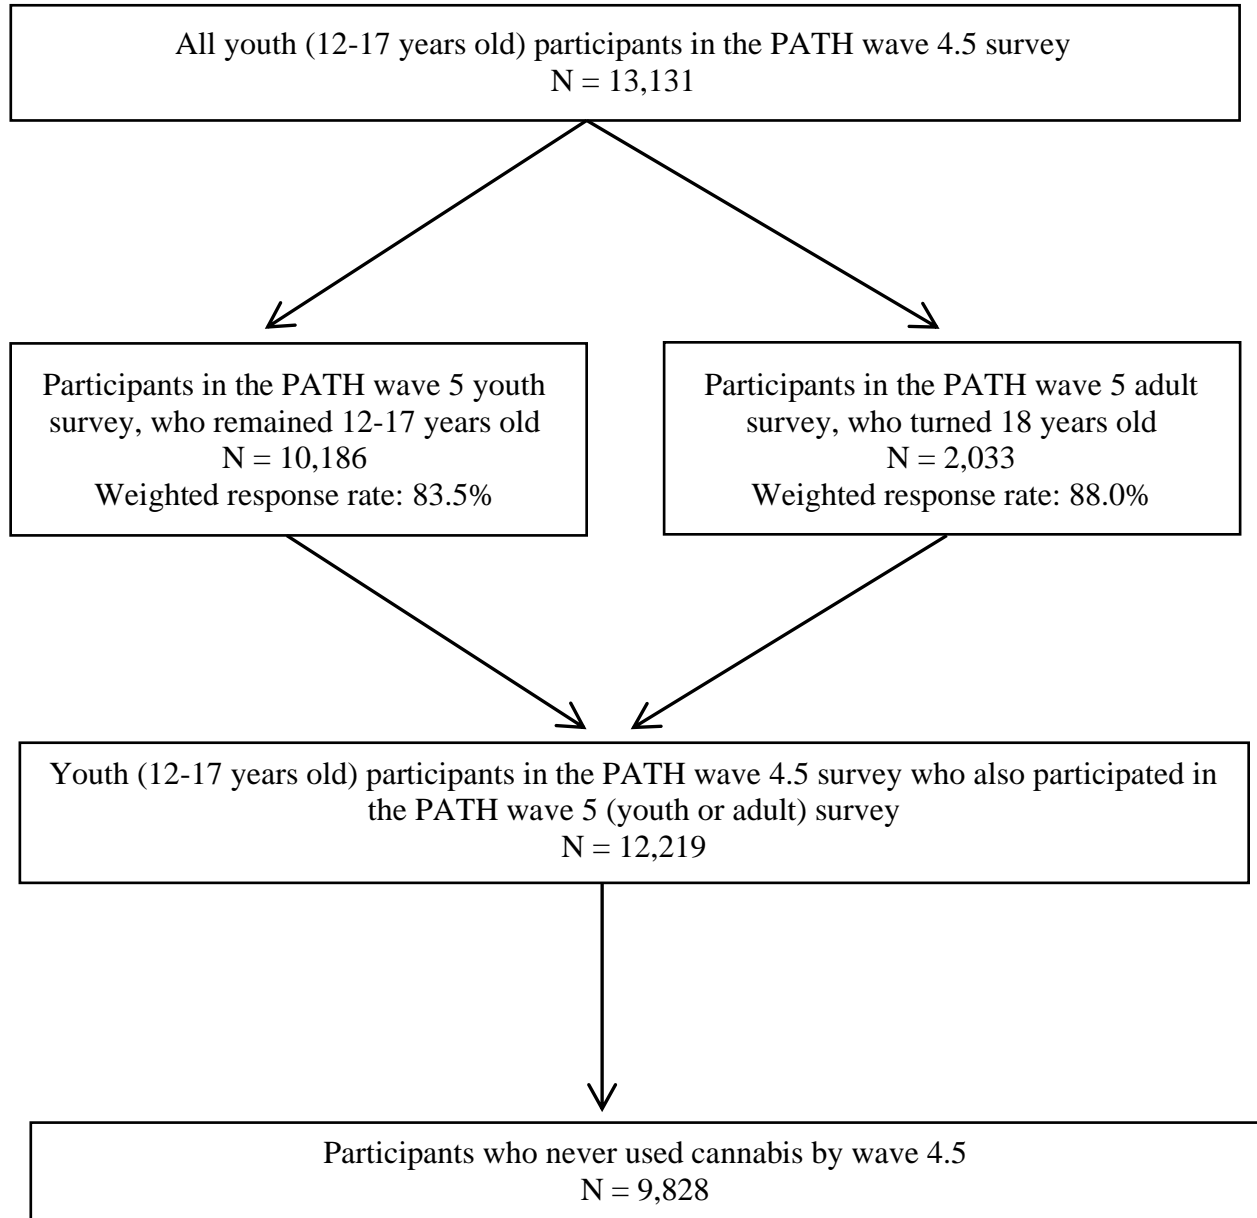 All youth (12-17 years old) participants in the PATH wave 4.5 survey
N = 13,131
Participants in the PATH wave 5 youth
survey, who remained 12-17 years old
N = 10,186
Weighted response rate: 83.5%
Participants in the PATH wave 5 adult
survey, who turned 18 years old
N = 2,033
Weighted response rate: 88.0%
Youth (12-17 years old) participants in the PATH wave 4.5 survey who also participated in
the PATH wave 5 (youth or adult) survey
N = 12,219
Participants who never used cannabis by wave 4.5
N = 9,828